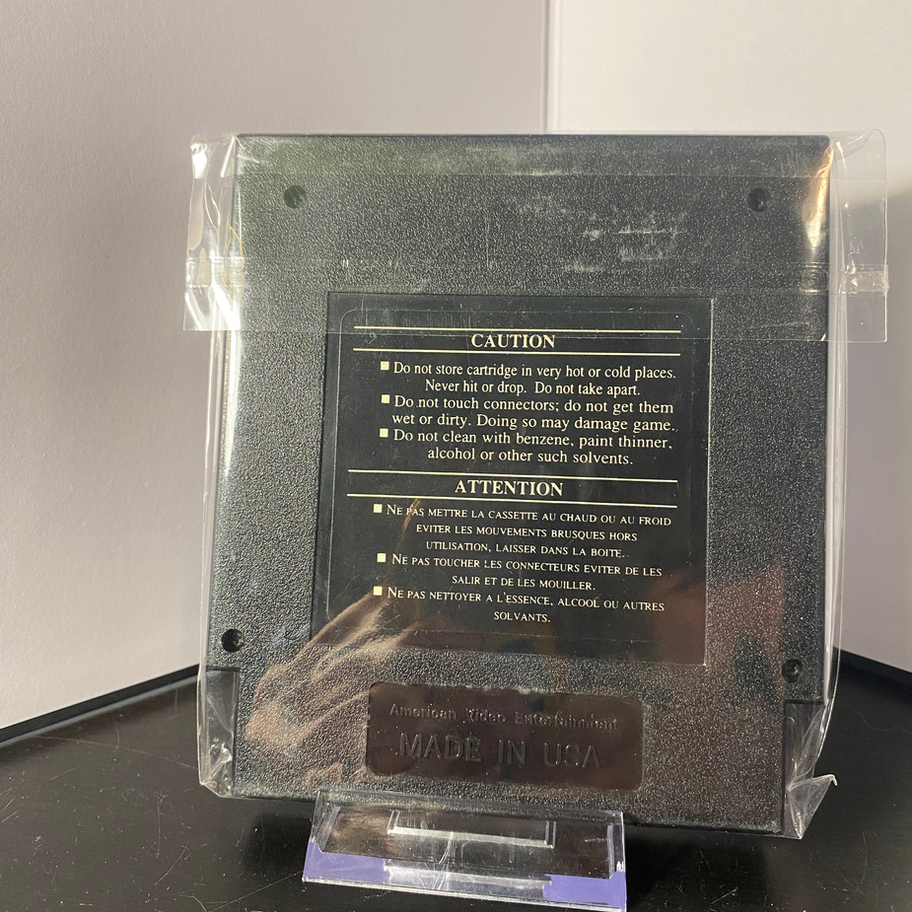 CAUTION
Do not store cartridge in very hot or cold places.
Never hit or drop. Do not take apart.
Do not touch connectors; do not get them
wet or dirty. Doing so may damage game.
Do not clean with benzene, paint thinner,
alcohol or other such solvents.
ATTENTION
NE PAS METTRE LA CASSETTE AU CHAUD OU AU FROID
EVITER LES MOUVEMENTS BRUSQUES HORS
UTILISATION, LAISSER DANS LA BOITE.
NE PAS TOUCHER LES CONNECTEURS EVITER DE LES
SALIR ET DE LES MOUILLER.
NE PAS NETTOYER A L'ESSENCE, ALCOOL OU AUTRES
SOLVANTS.
American Video Entertainment
MADE IN USA